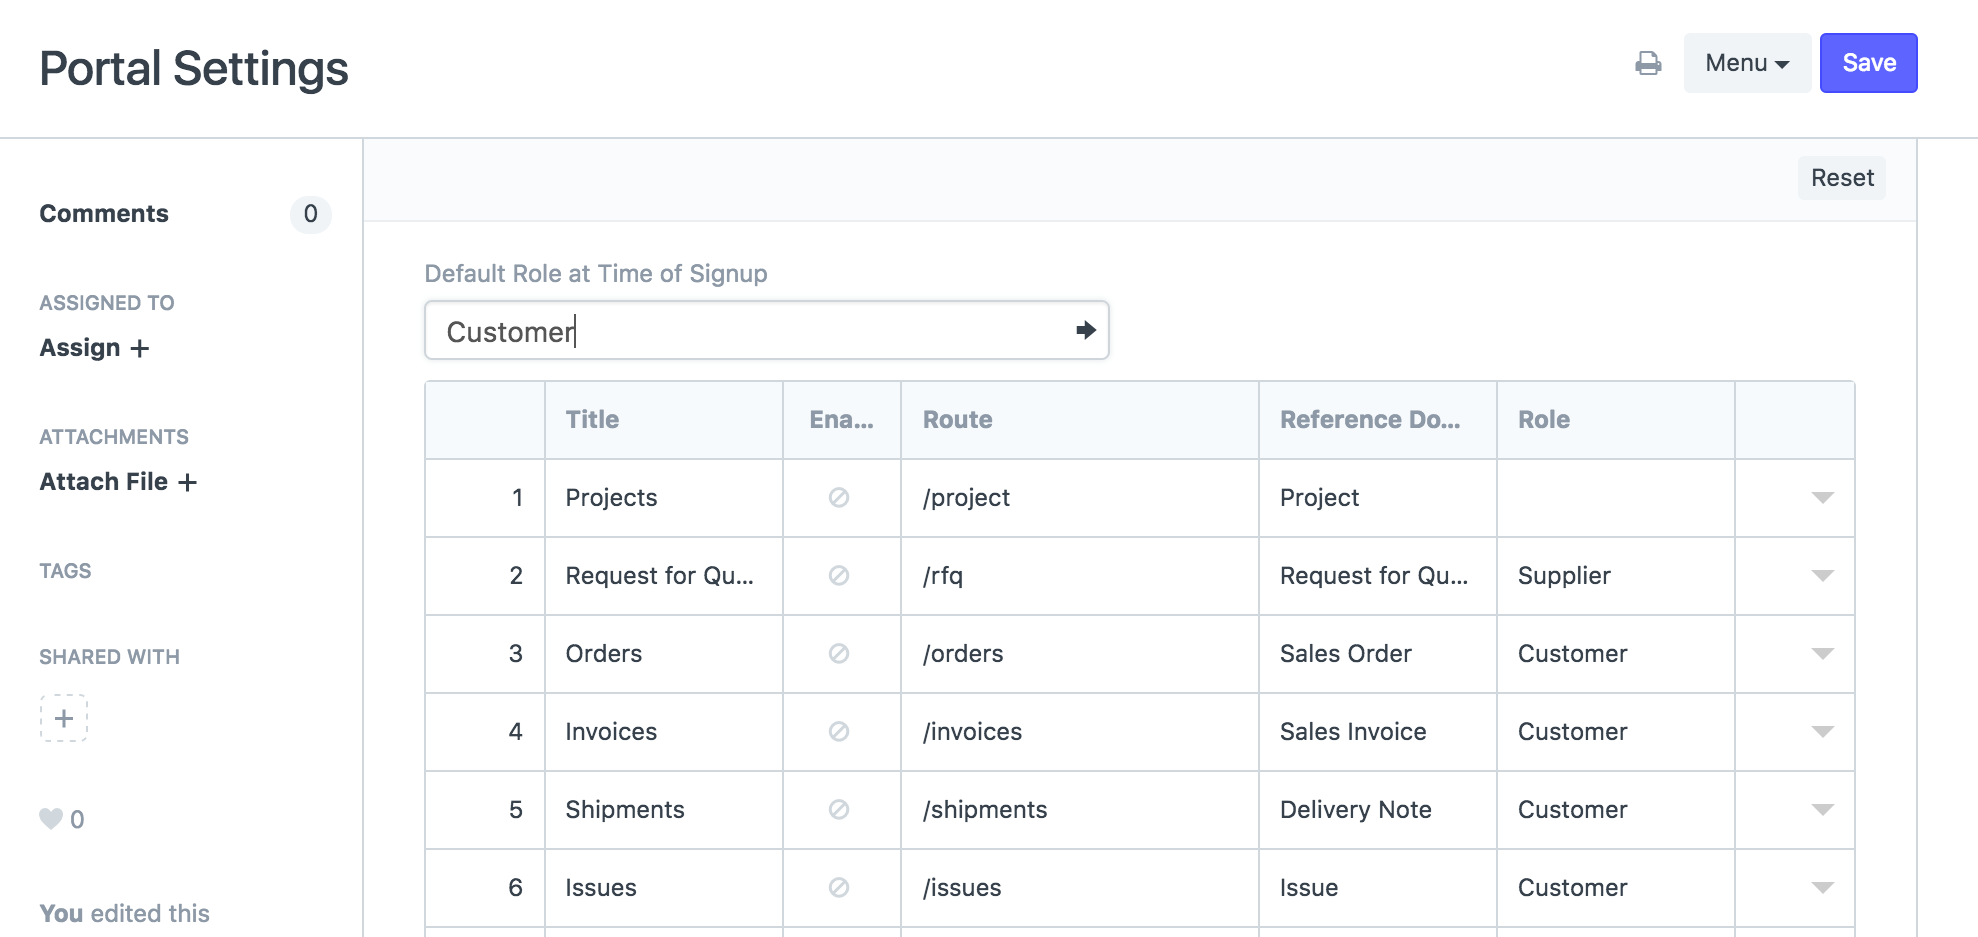 Portal Settings
Menu
Save
Comments 0
ASSIGNED TO
Assign +
ATTACHMENTS
Attach File +
TAGS
SHARED WITH
+
0
You edited this
Reset
Default Role at Time of Signup
Customer
Title Ena... Route Reference Do... Role
1 Projects /project Project
2 Request for Qu... /rfq Request for Qu... Supplier
3 Orders /orders Sales Order Customer
4 Invoices /invoices Sales Invoice Customer
5 Shipments /shipments Delivery Note Customer
6 Issues /issues Issue Customer